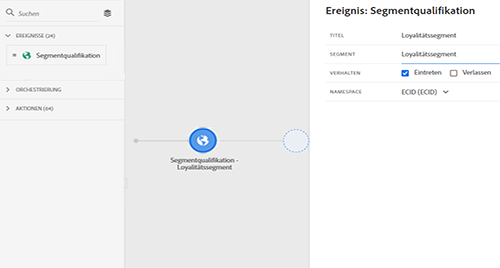 Suchen
EREIGNISSE (24)
Segmentqualifikation
ORCHESTRIERUNG
AKTIONEN (64)
Segmentqualifikation -
Loyalitätssegment
Ereignis: Segmentqualifikation
TITEL Loyalitätssegment
SEGMENT Loyalitätssegment
VERHALTEN Eintreten Verlassen
NAMESPACE ECID (ECID)